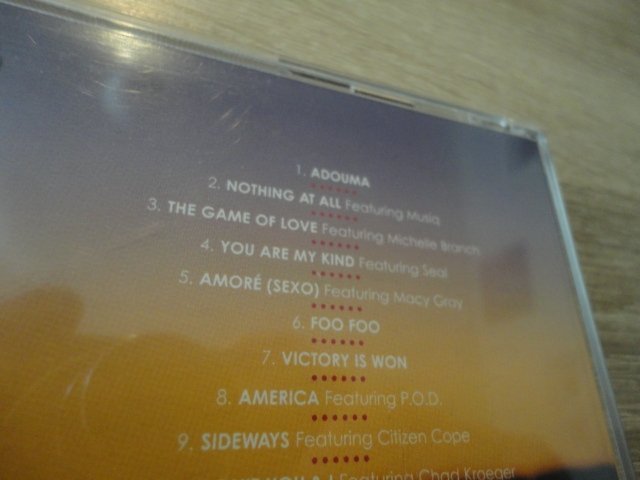 1. ADOUMA
2. NOTHING AT ALL Featuring Musiq
3. THE GAME OF LOVE Featuring Michelle Branch
4. YOU ARE MY KIND Featuring Seal
5. AMORÉ (SEXO) Featuring Macy Gray
6. FOO FOO
7. VICTORY IS WON
8. AMERICA Featuring P.O.D.
9. SIDEWAYS Featuring Citizen Cope
YOU & I Featuring Chad Kroeger